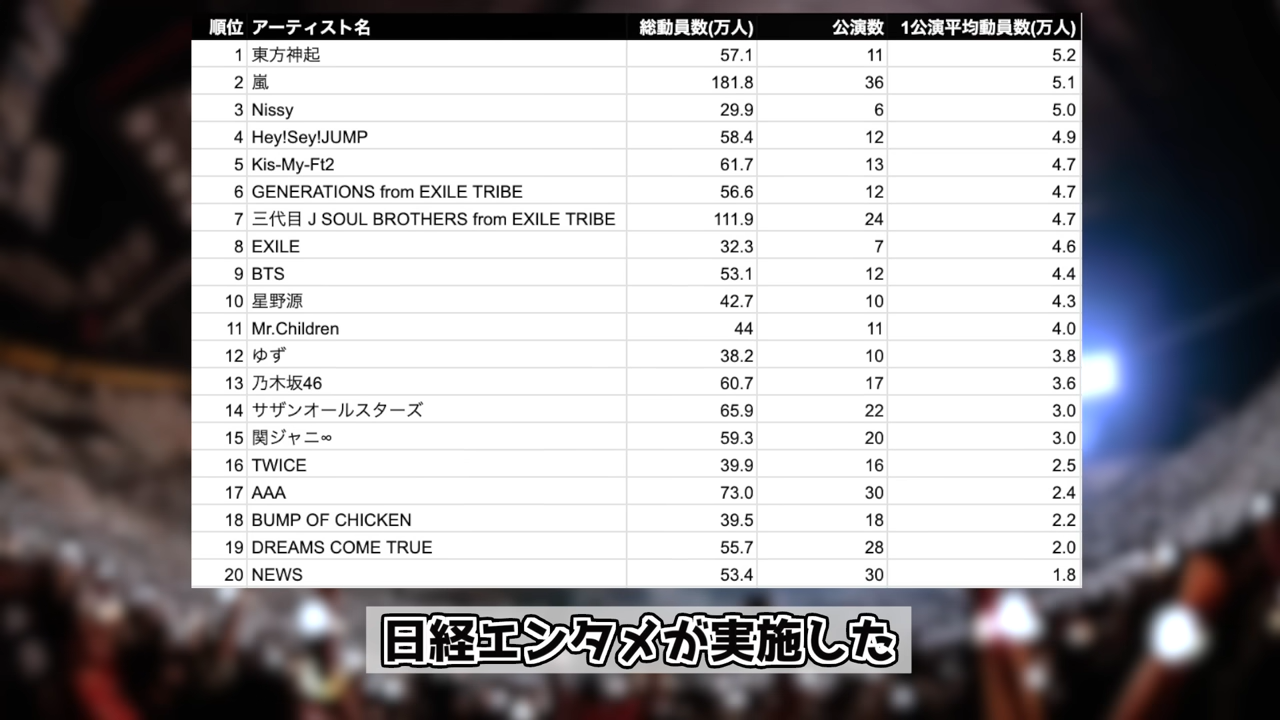 順位 アーティスト名 総動員数(万人) 公演数 1公演平均動員数(万人)
1 東方神起 57.1 11 5.2
2 嵐 181.8 36 5.1
3 Nissy 29.9 6 5.0
4 Hey!Sey!JUMP 58.4 12 4.9
5 Kis-My-Ft2 61.7 13 4.7
6 GENERATIONS from EXILE TRIBE 56.6 12 4.7
7 三代目 J SOUL BROTHERS from EXILE TRIBE 111.9 24 4.7
8 EXILE 32.3 7 4.6
9 BTS 53.1 12 4.4
10 星野源 42.7 10 4.3
11 Mr.Children 44 11 4.0
12 ゆず 38.2 10 3.8
13 乃木坂46 60.7 17 3.6
14 サザンオールスターズ 65.9 22 3.0
15 関ジャニ∞ 59.3 20 3.0
16 TWICE 39.9 16 2.5
17 AAA 73.0 30 2.4
18 BUMP OF CHICKEN 39.5 18 2.2
19 DREAMS COME TRUE 55.7 28 2.0
20 NEWS 53.4 30 1.8
日経エンタメが実施した